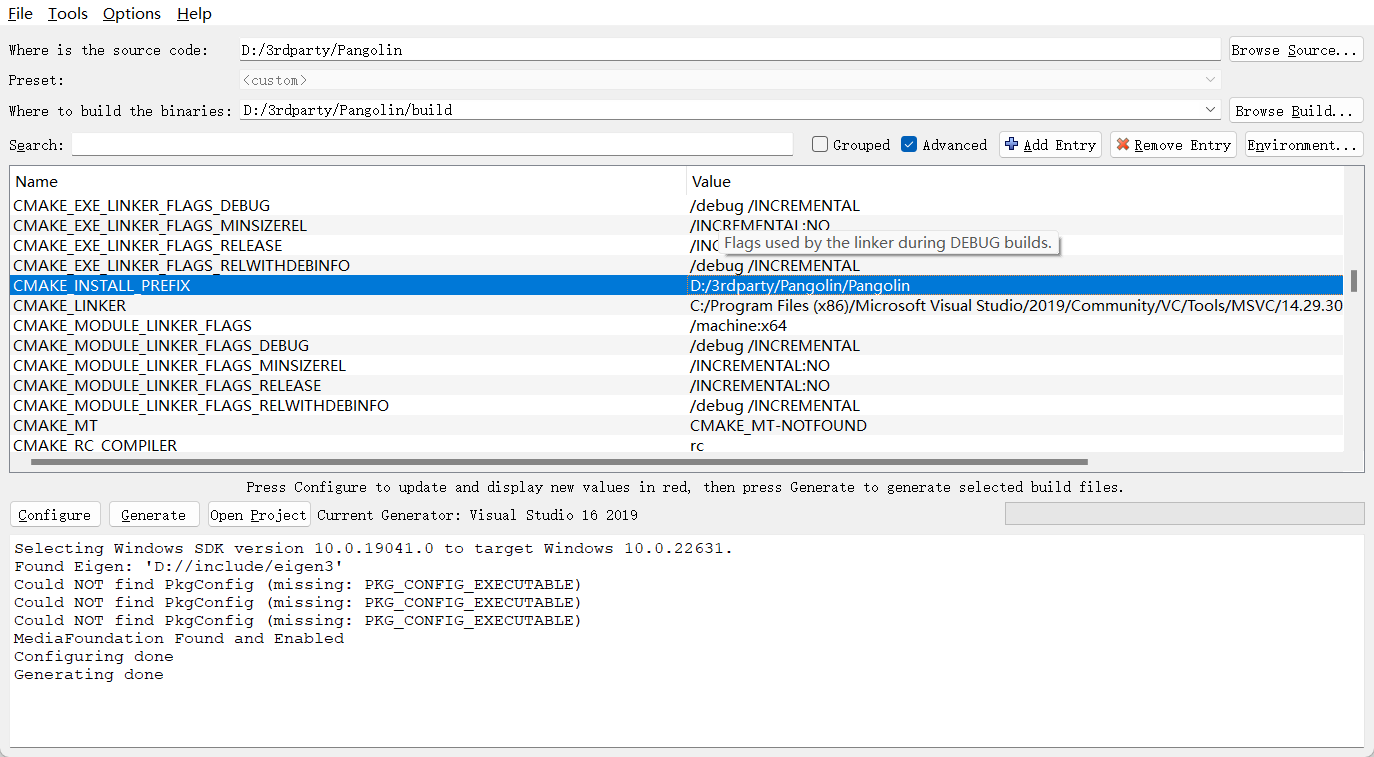 File Tools Options Help
Where is the source code: D:/3rdparty/Pangolin Browse Source...
Preset: <custom>
Where to build the binaries: D:/3rdparty/Pangolin/build Browse Build...
Search: Grouped Advanced Add Entry Remove Entry Environment...
Name Value
CMAKE_EXE_LINKER_FLAGS_DEBUG /debug /INCREMENTAL
CMAKE_EXE_LINKER_FLAGS_MINSIZEREL /INCREMENTAL:NO
CMAKE_EXE_LINKER_FLAGS_RELEASE /INC
Flags used by the linker during DEBUG builds.
CMAKE_EXE_LINKER_FLAGS_RELWITHDEBINFO /debug /INCREMENTAL
CMAKE_INSTALL_PREFIX D:/3rdparty/Pangolin/Pangolin
CMAKE_LINKER C:/Program Files (x86)/Microsoft Visual Studio/2019/Community/VC/Tools/MSVC/14.29.30
CMAKE_MODULE_LINKER_FLAGS /machine:x64
CMAKE_MODULE_LINKER_FLAGS_DEBUG /debug /INCREMENTAL
CMAKE_MODULE_LINKER_FLAGS_MINSIZEREL /INCREMENTAL:NO
CMAKE_MODULE_LINKER_FLAGS_RELEASE /INCREMENTAL:NO
CMAKE_MODULE_LINKER_FLAGS_RELWITHDEBINFO /debug /INCREMENTAL
CMAKE_MT CMAKE_MT-NOTFOUND
CMAKE_RC_COMPILER rc
Press Configure to update and display new values in red, then press Generate to generate selected build files.
Configure Generate Open Project Current Generator: Visual Studio 16 2019
Selecting Windows SDK version 10.0.19041.0 to target Windows 10.0.22631.
Found Eigen: 'D://include/eigen3'
Could NOT find PkgConfig (missing: PKG_CONFIG_EXECUTABLE)
Could NOT find PkgConfig (missing: PKG_CONFIG_EXECUTABLE)
Could NOT find PkgConfig (missing: PKG_CONFIG_EXECUTABLE)
MediaFoundation Found and Enabled
Configuring done
Generating done